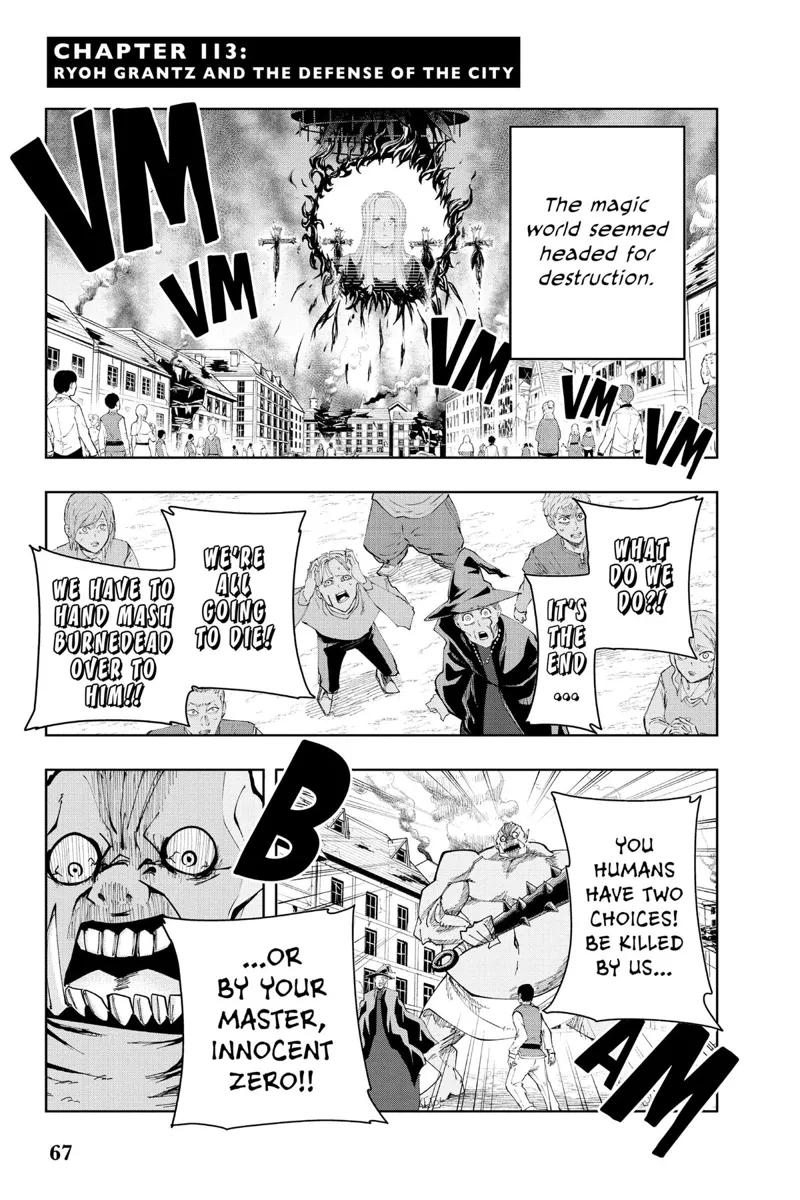 CHAPTER 113:
RYOH GRANTZ AND THE DEFENSE OF THE CITY
The magic
world seemed
headed for
destruction.
VM
VM
VM
VM
VM
WHAT
DO WE
DO?!
IT'S
THE
END
...
WE'RE
ALL
GOING
TO DIE!
WE HAVE TO
HAND MASH
BURNEDEAD
OVER TO
HIM!!
BAM
YOU
HUMANS
HAVE TWO
CHOICES!
BE KILLED
BY US...
...OR
BY YOUR
MASTER,
INNOCENT
ZERO!!
67